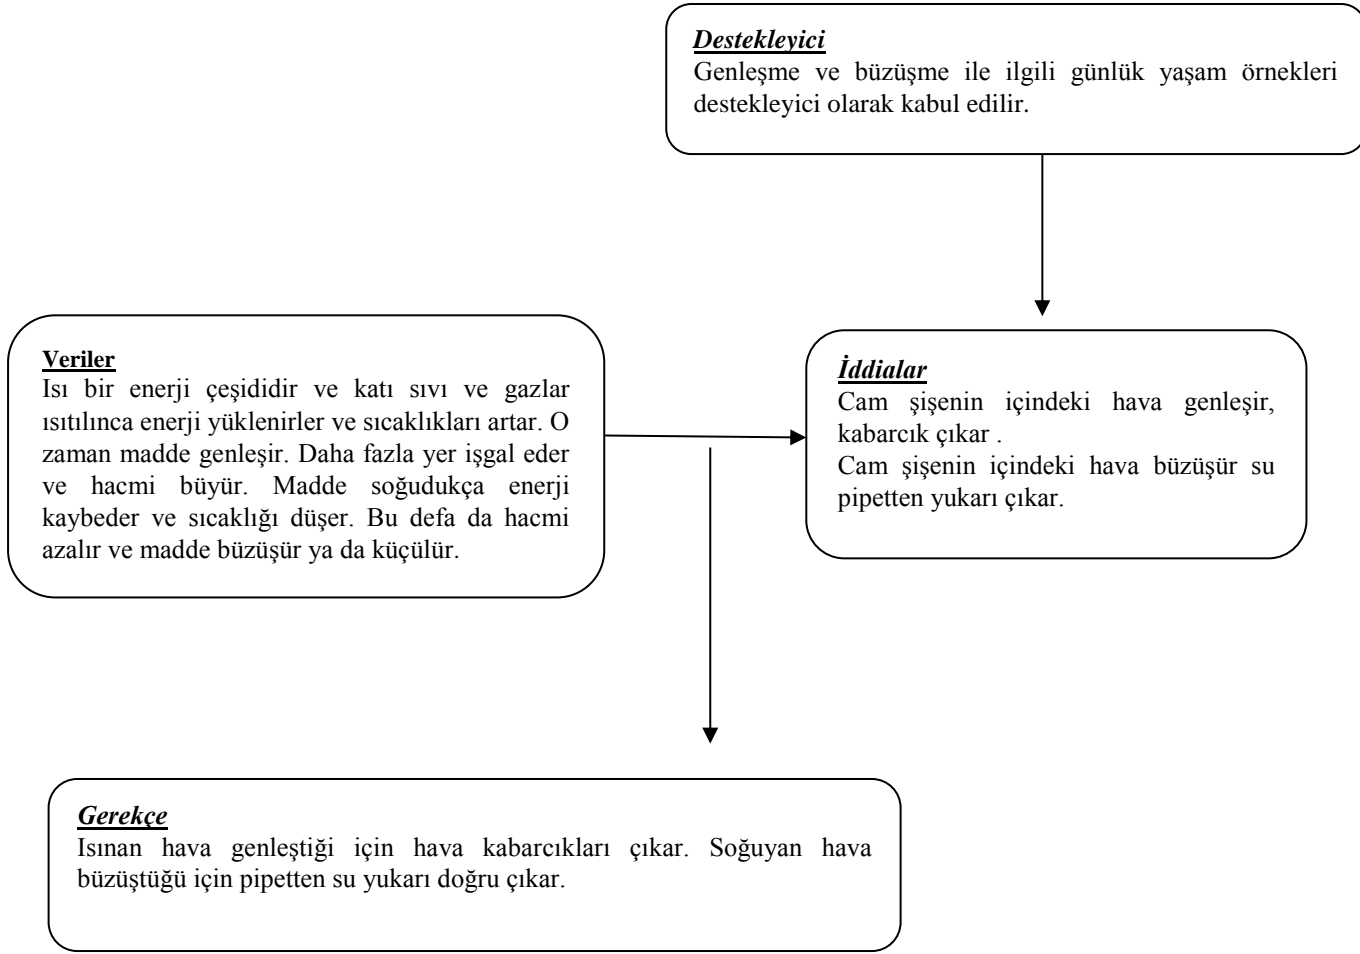 Destekleyici
Genleşme ve büzüşme ile ilgili günlük yaşam örnekleri
destekleyici olarak kabul edilir.
Veriler
Isı bir enerji çeşididir ve katı sıvı ve gazlar
ısıtılınca enerji yüklenirler ve sıcaklıkları artar. O
zaman madde genleşir. Daha fazla yer işgal eder
ve hacmi büyür. Madde soğudukça enerji
kaybeder ve sıcaklığı düşer. Bu defa da hacmi
azalır ve madde büzüşür ya da küçülür.
İddialar
Cam şişenin içindeki hava genleşir,
kabarcık çıkar .
Cam şişenin içindeki hava büzüşür su
pipetten yukarı çıkar.
Gerekçe
Isınan hava genleştiği için hava kabarcıkları çıkar. Soğuyan hava
büzüştüğü için pipetten su yukarı doğru çıkar.